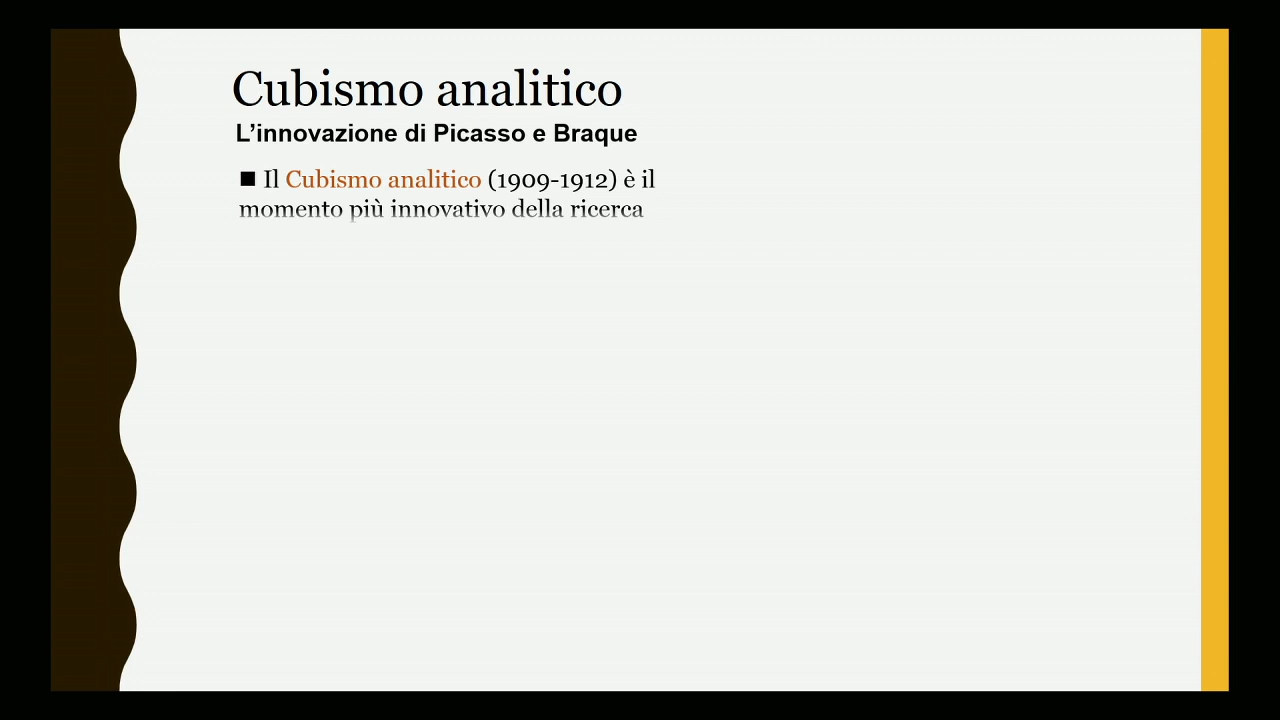 Cubismo analitico
L’innovazione di Picasso e Braque
■ Il Cubismo analitico (1909-1912) è il
momento più innovativo della ricerca